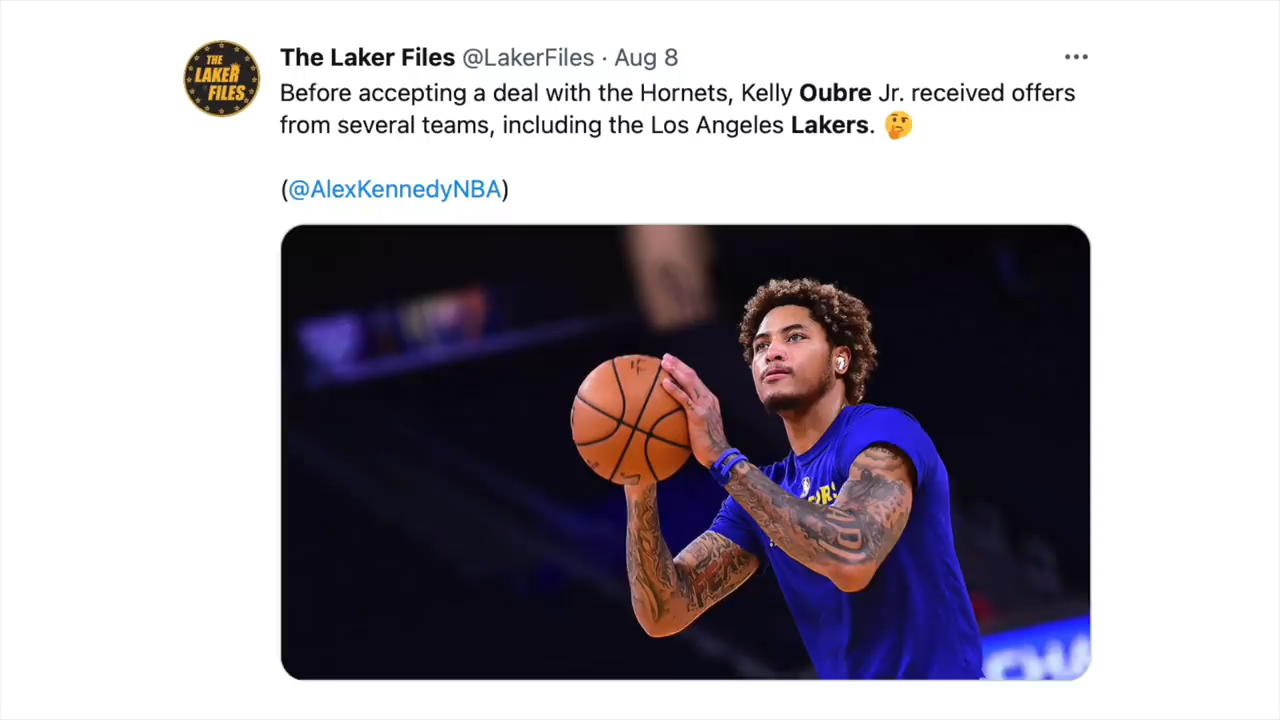 THE
LAKER
FILES
The Laker Files @LakerFiles · Aug 8
Before accepting a deal with the Hornets, Kelly Oubre Jr. received offers
from several teams, including the Los Angeles Lakers. 🤔
(@AlexKennedyNBA)